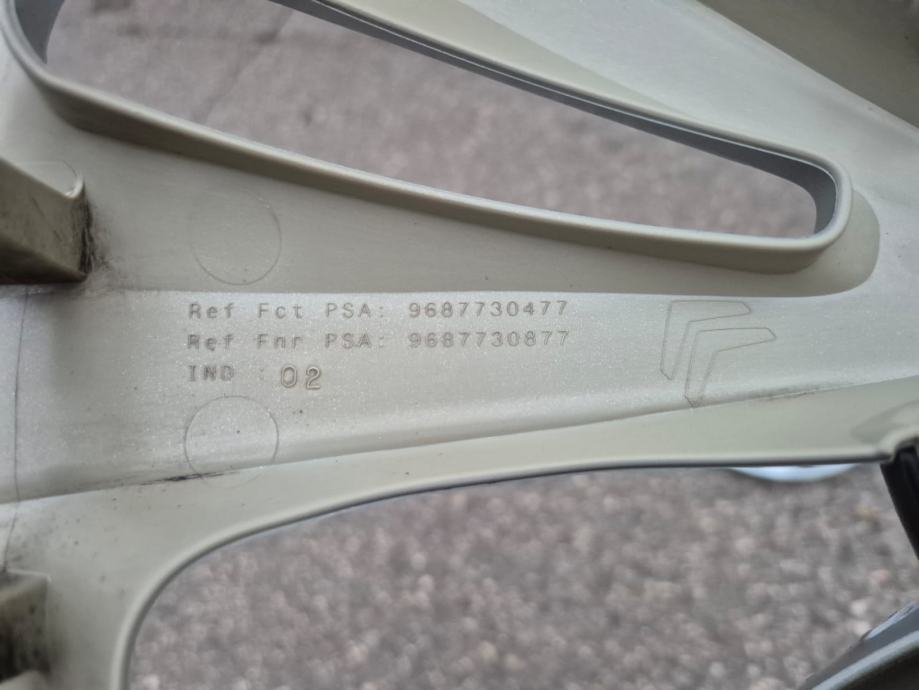 Ref Fct PSA: 9687730477
Ref Fnr PSA: 9687730877
IND : 02